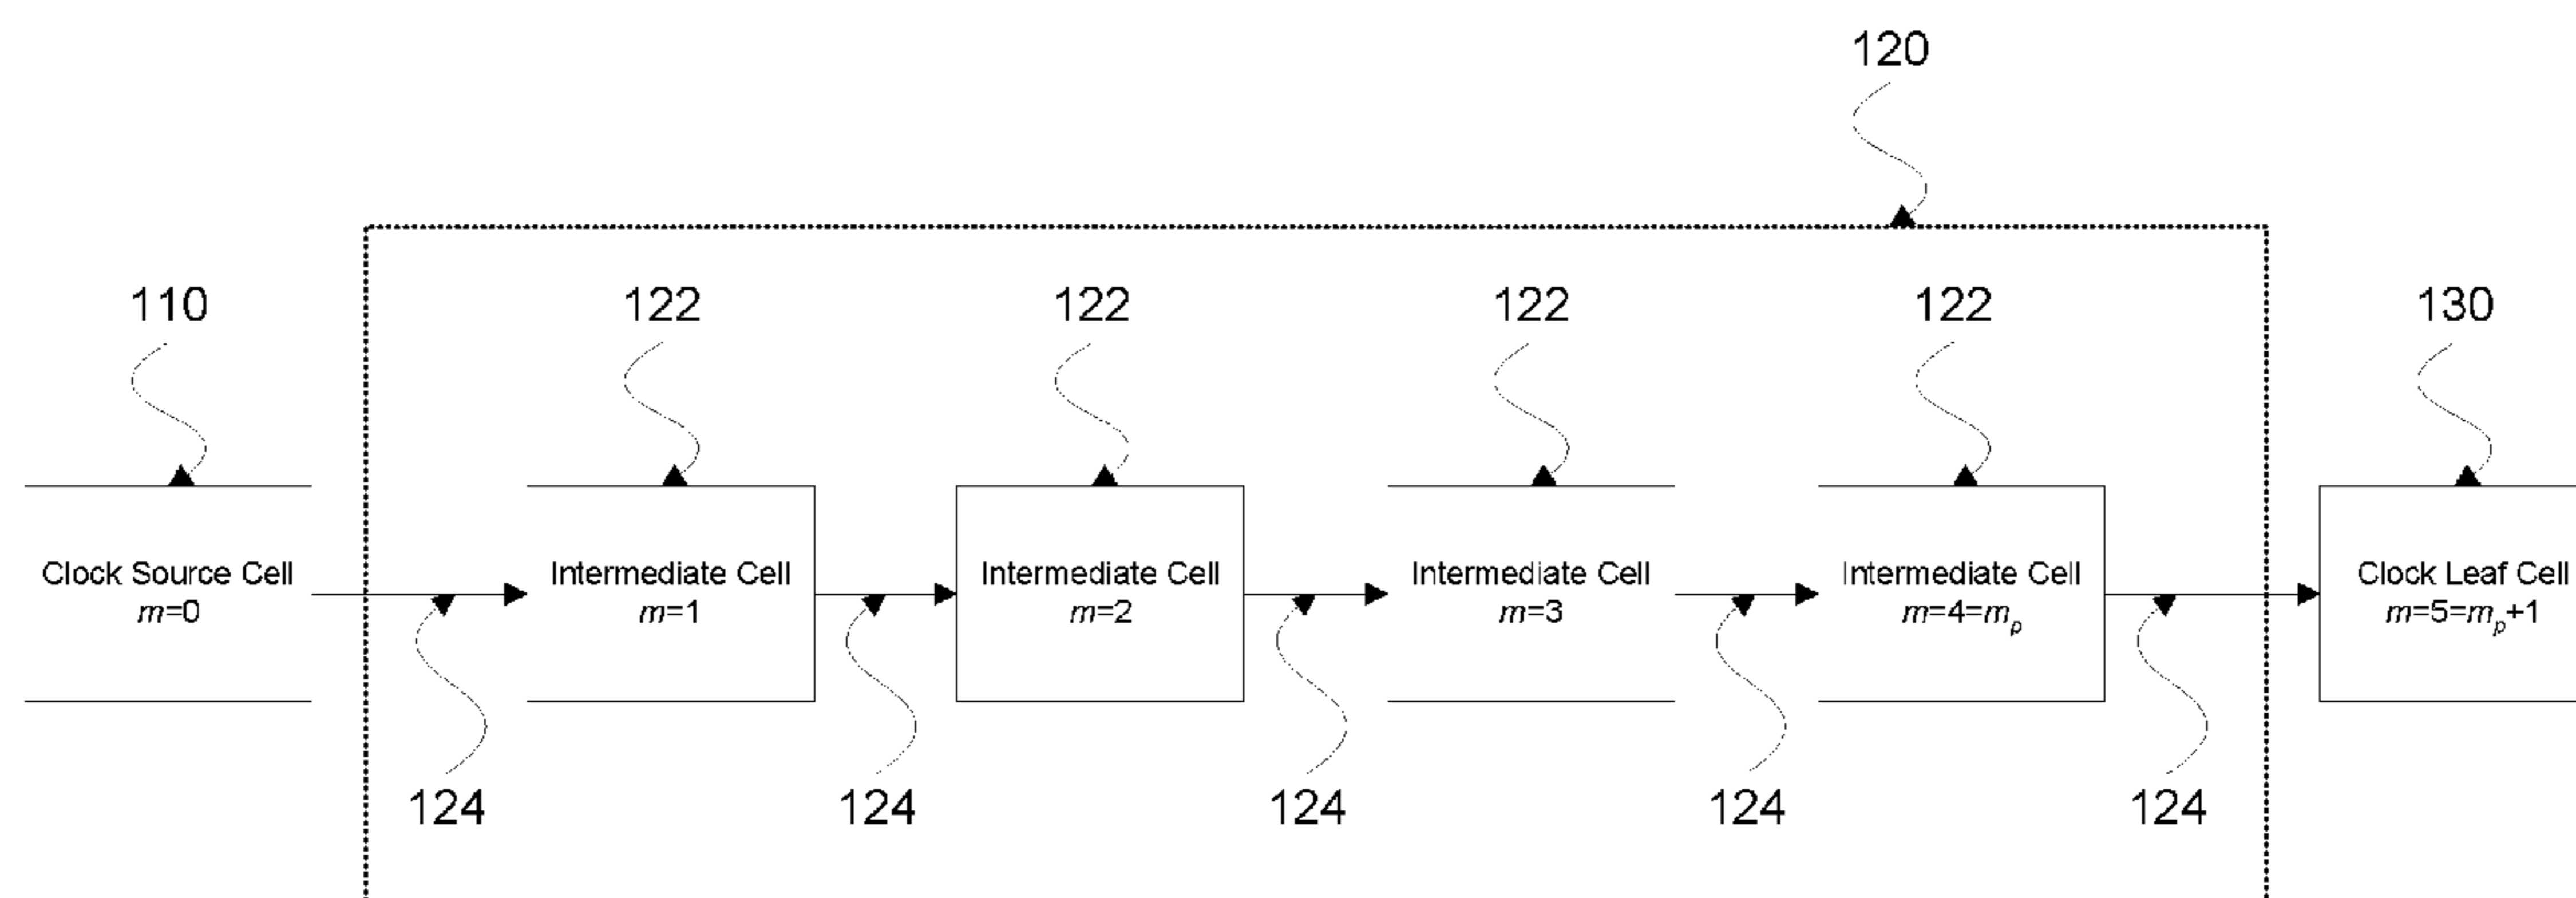 120
110
122
122
122
122
130
Clock Source Cell
m=0
Intermediate Cell
m=1
Intermediate Cell
m=2
Intermediate Cell
m=3
Intermediate Cell
m=4=mp
Clock Leaf Cell
m=5=mp+1
124
124
124
124
124